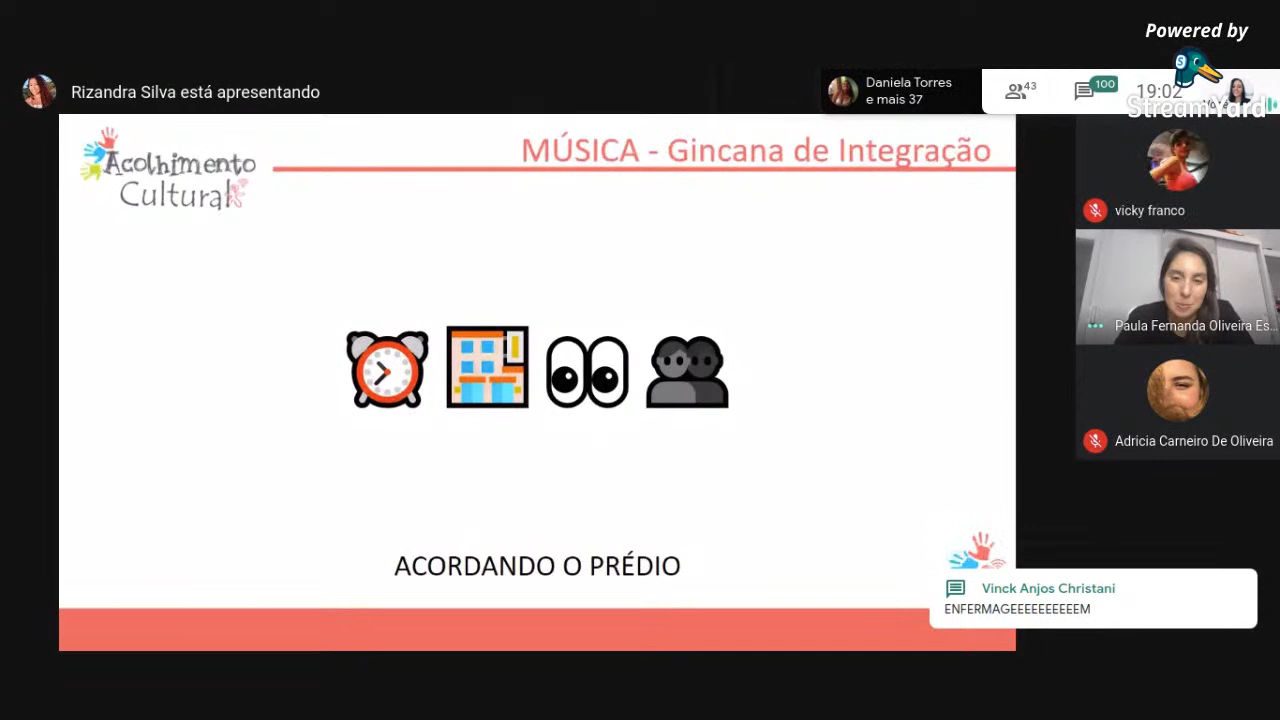 Powered by
StreamYard
Rizandra Silva está apresentando
Daniela Torres
e mais 37
43
100
19:02
Acolhimento
Cultural
MÚSICA - Gincana de Integração
vicky franco
Paula Fernanda Oliveira Es...
Adricia Carneiro De Oliveira
ACORDANDO O PRÉDIO
Vinck Anjos Christani
ENFERMAGEEEEEEEEEEM